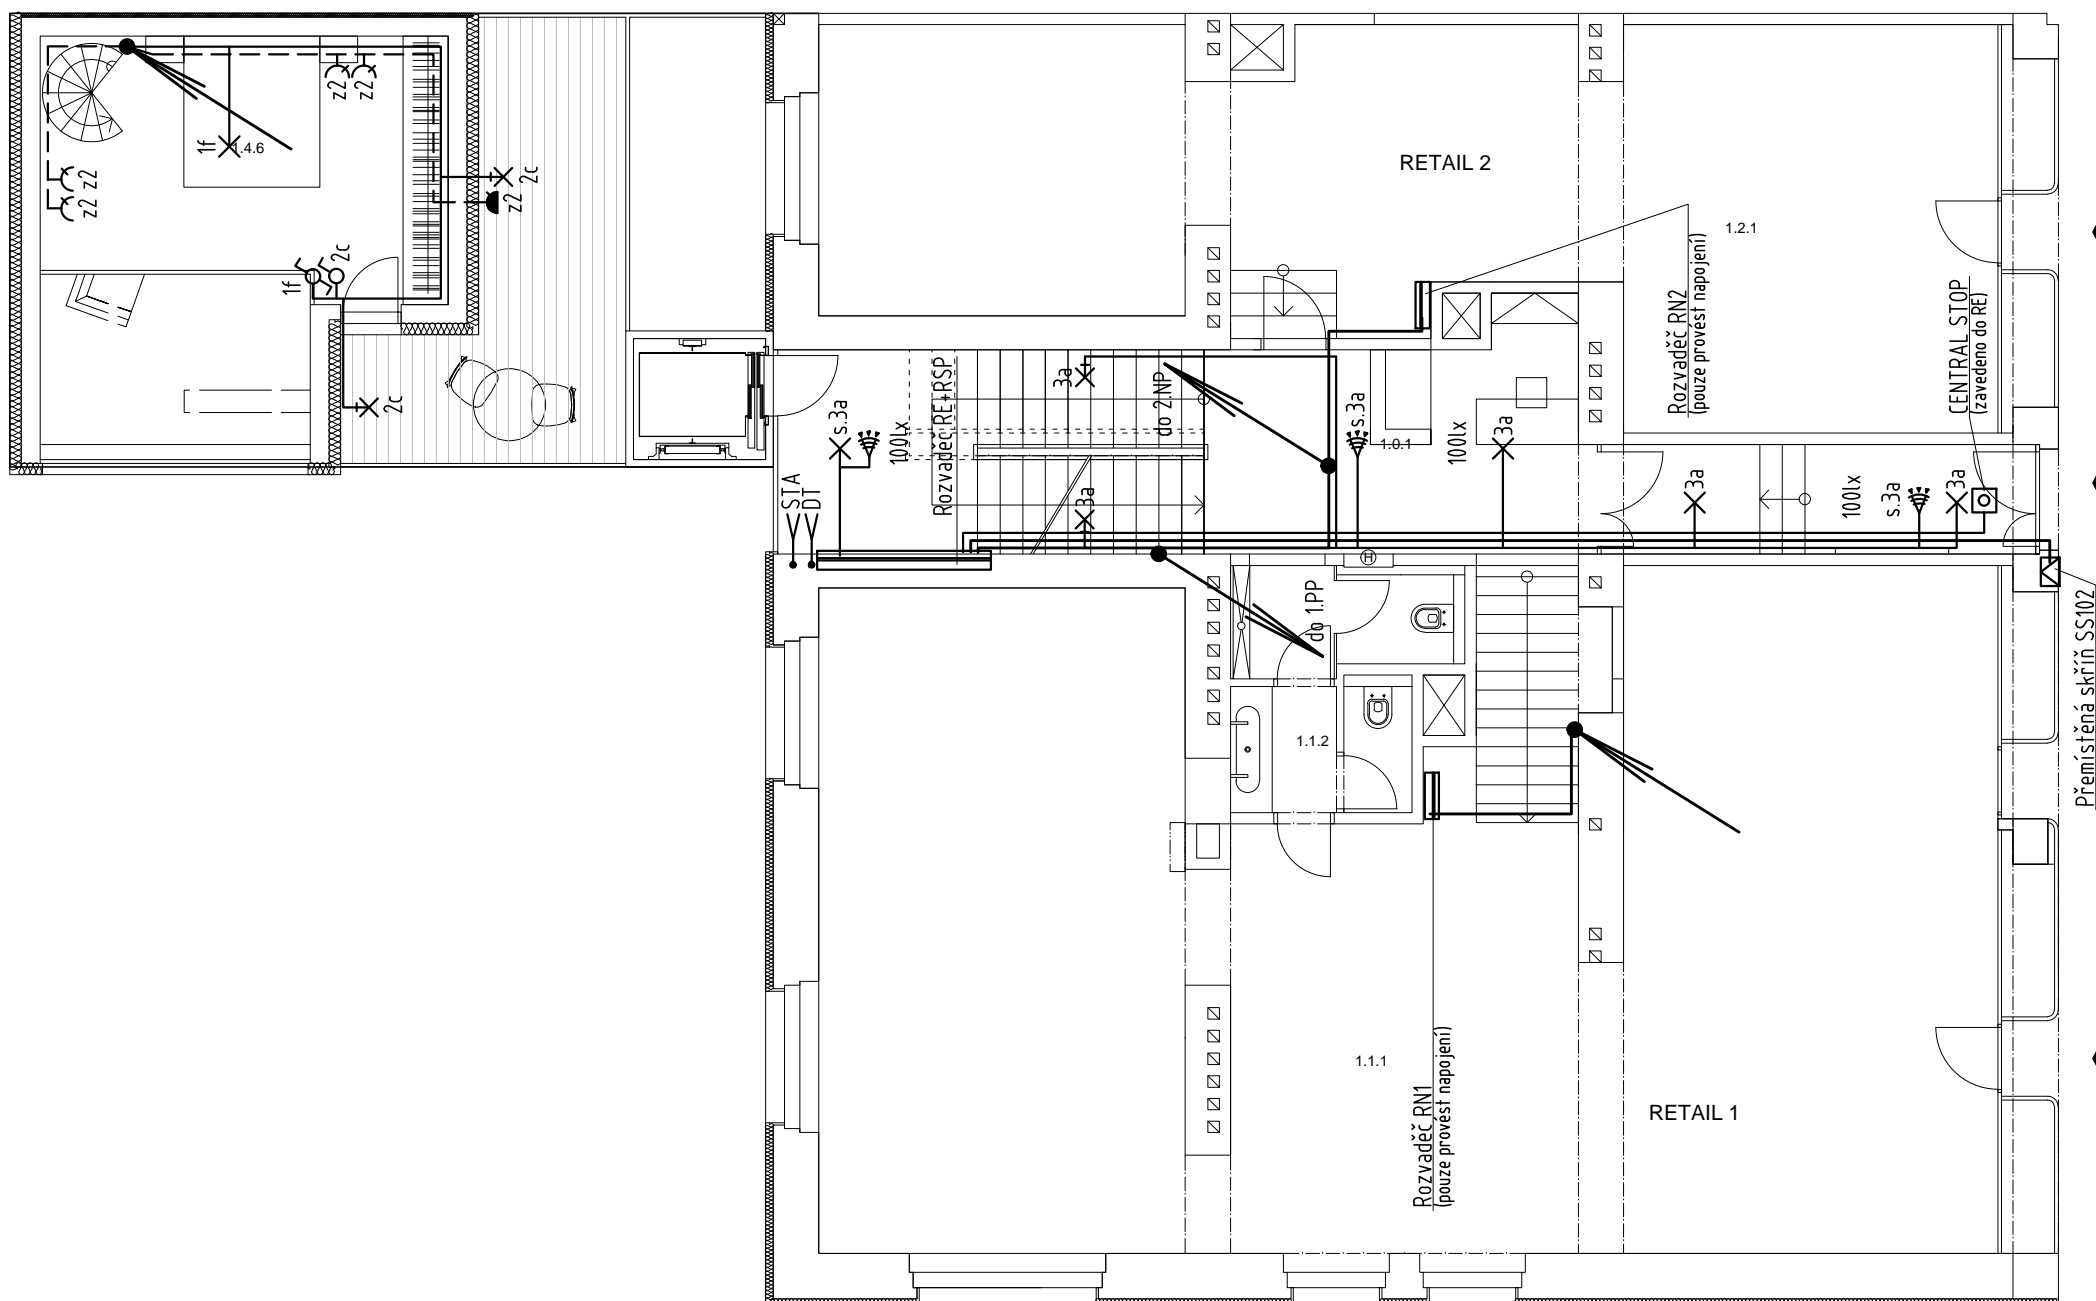 z2
z2
1f
1.4.6
z2 z2
z2 z2
2c
z2
2c
1f
2c
RETAIL 2
1.2.1
Rozvaděč RN2
(pouze provést napojení)
CENTRAL STOP
(zavedeno do RE)
s.3a
100lx
Rozvaděč RE+RSP
3a
do 2.NP
s.3a
1.0.1
100lx
3a
STA
DT
3a
3a
100lx
s.3a
3a
H
do 1.PP
Přemístěná skříň SS102
1.1.2
1.1.1
Rozvaděč RN1
(pouze provést napojení)
RETAIL 1